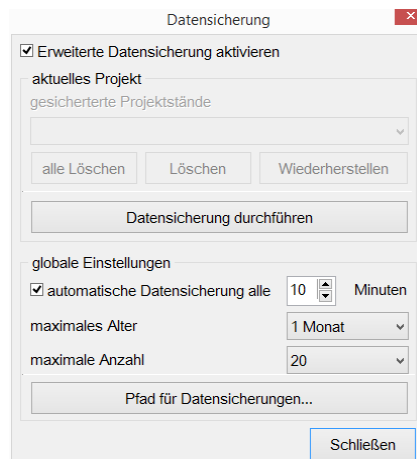 Datensicherung
Erweiterte Datensicherung aktivieren
aktuelles Projekt
gesicherterte Projektstände
alle Löschen Löschen Wiederherstellen
Datensicherung durchführen
globale Einstellungen
automatische Datensicherung alle 10 Minuten
maximales Alter 1 Monat
maximale Anzahl 20
Pfad für Datensicherungen...
Schließen